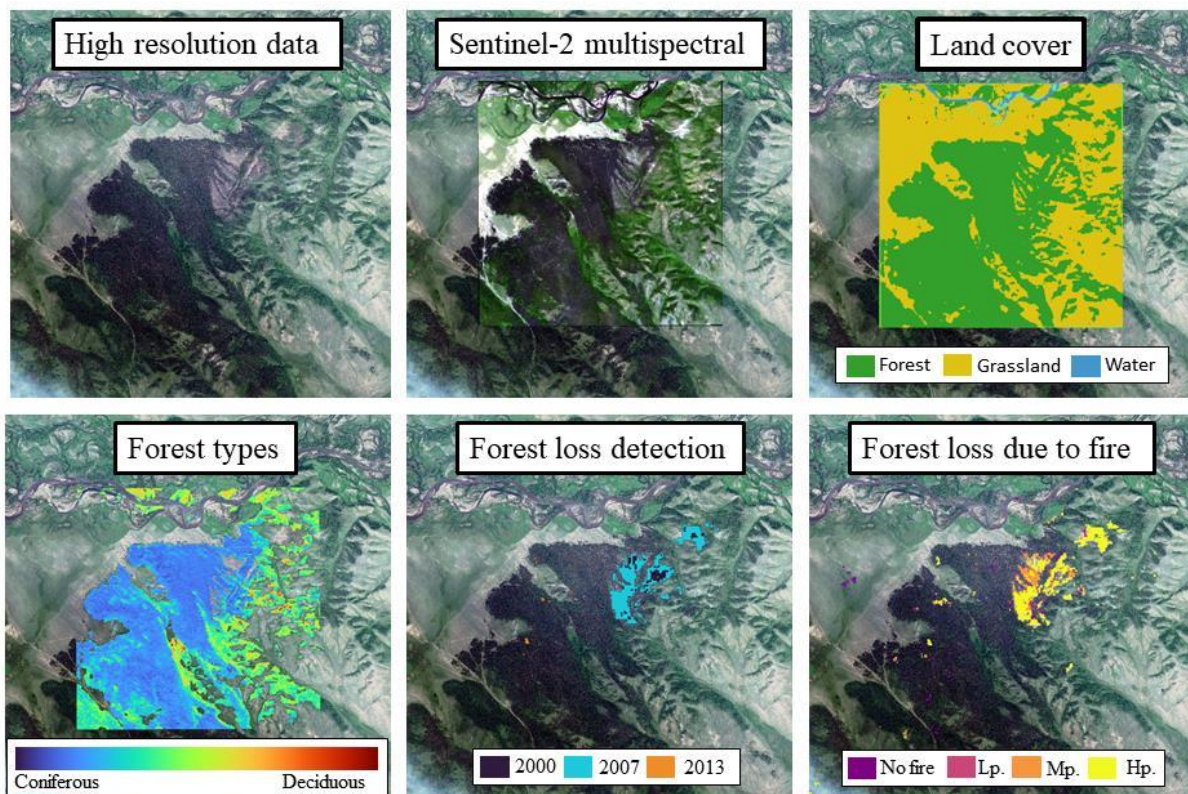 High resolution data
Sentinel-2 multispectral
Land cover
Forest
Grassland
Water
Forest types
Forest loss detection
Forest loss due to fire
Coniferous
Deciduous
2000
2007
2013
No fire
Lp.
Mp.
Hp.